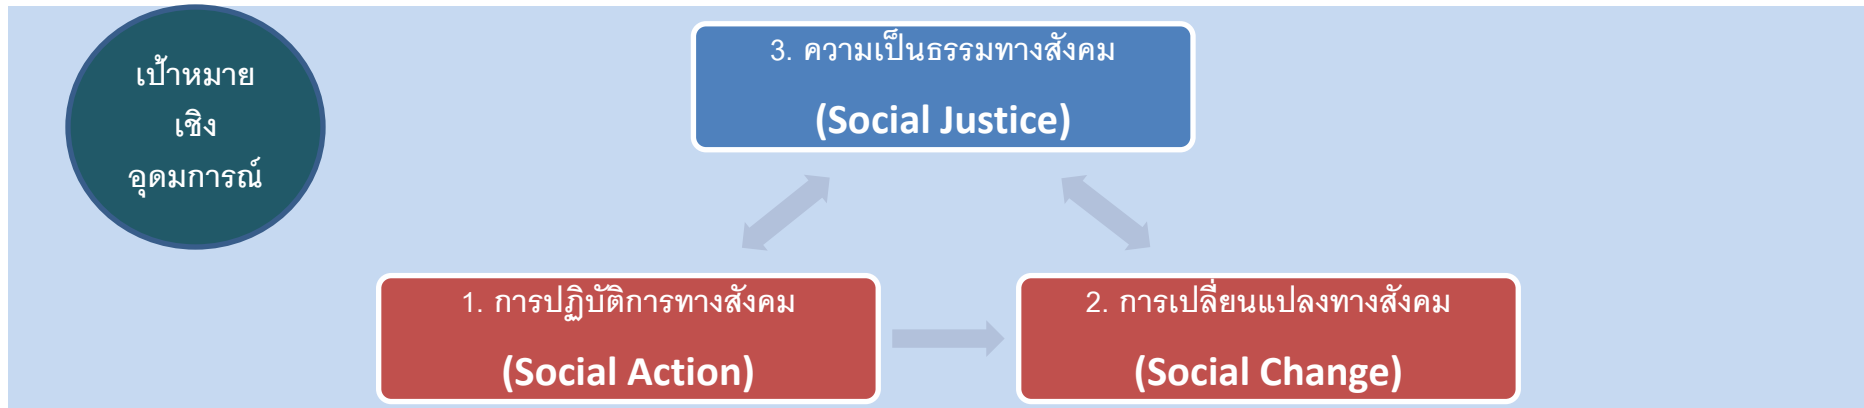 เป้าหมาย
เชิง
อุดมการณ์
3. ความเป็นธรรมทางสังคม
(Social Justice)
1. การปฏิบัติการทางสังคม
(Social Action)
2. การเปลี่ยนแปลงทางสังคม
(Social Change)